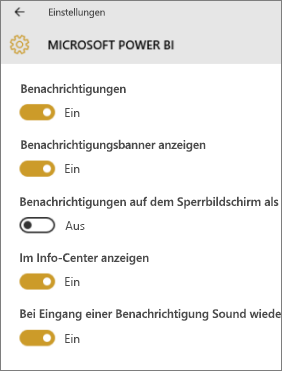 Einstellungen
MICROSOFT POWER BI
Benachrichtigungen
Ein
Benachrichtigungsbanner anzeigen
Ein
Benachrichtigungen auf dem Sperrbildschirm als
Aus
Im Info-Center anzeigen
Ein
Bei Eingang einer Benachrichtigung Sound wiede
Ein